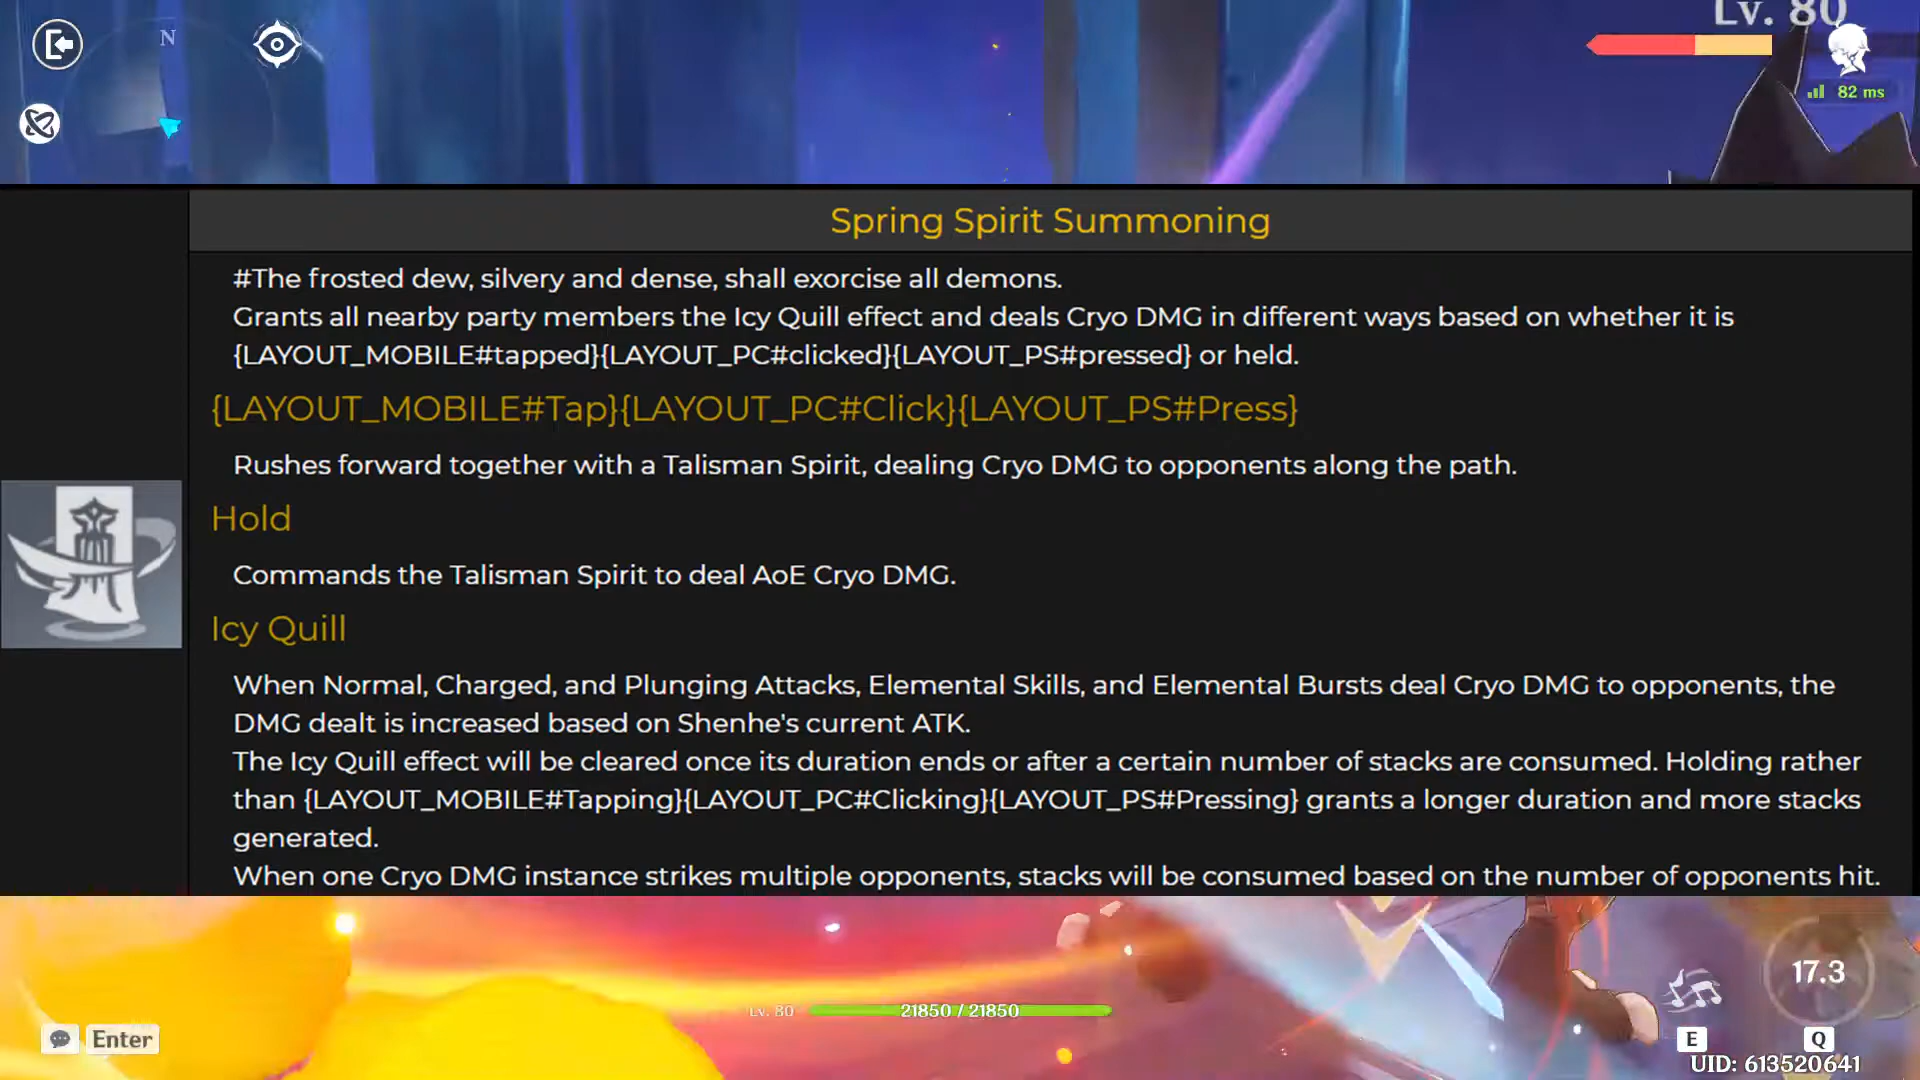 Lv. 80
N
82 ms
Spring Spirit Summoning
#The frosted dew, silvery and dense, shall exorcise all demons.
Grants all nearby party members the Icy Quill effect and deals Cryo DMG in different ways based on whether it is
{LAYOUT_MOBILE#tapped}{LAYOUT_PC#clicked}{LAYOUT_PS#pressed} or held.
{LAYOUT_MOBILE#Tap}{LAYOUT_PC#Click}{LAYOUT_PS#Press}
Rushes forward together with a Talisman Spirit, dealing Cryo DMG to opponents along the path.
Hold
Commands the Talisman Spirit to deal AoE Cryo DMG.
Icy Quill
When Normal, Charged, and Plunging Attacks, Elemental Skills, and Elemental Bursts deal Cryo DMG to opponents, the
DMG dealt is increased based on Shenhe's current ATK.
The Icy Quill effect will be cleared once its duration ends or after a certain number of stacks are consumed. Holding rather
than {LAYOUT_MOBILE#Tapping}{LAYOUT_PC#Clicking}{LAYOUT_PS#Pressing} grants a longer duration and more stacks
generated.
When one Cryo DMG instance strikes multiple opponents, stacks will be consumed based on the number of opponents hit.
17.3
Lv. 80
21850 / 21850
Enter
E
Q
UID: 613520641